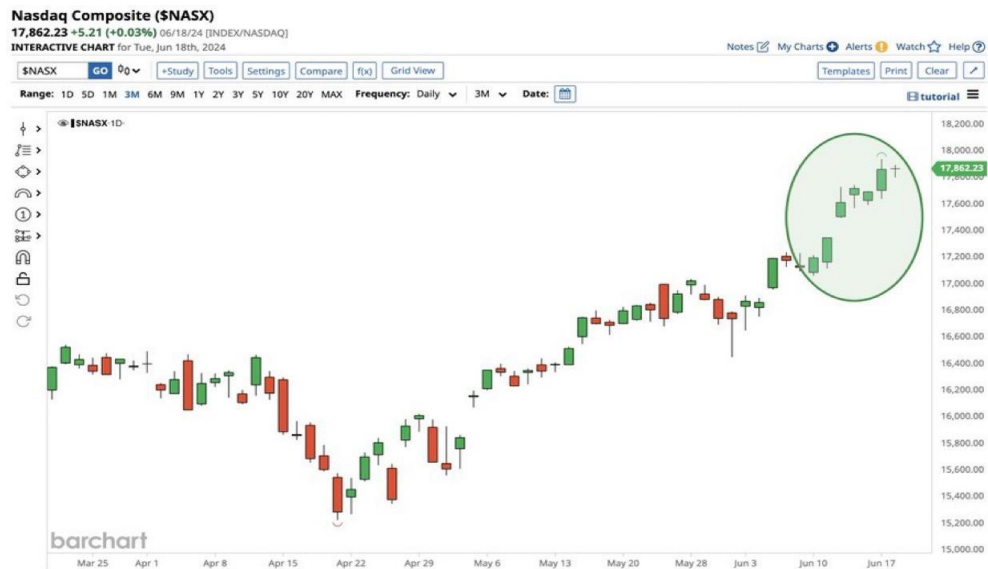 Nasdaq Composite ($NASX)
17,862.23 +5.21 (+0.03%) 06/18/24 [INDEX/NASDAQ]
INTERACTIVE CHART for Tue, Jun 18th, 2024
Notes My Charts Alerts Watch Help
$NASX GO +Study Tools Settings Compare f(x) Grid View Templates Print Clear
Range: 1D 5D 1M 3M 6M 9M 1Y 2Y 3Y 5Y 10Y 20Y MAX Frequency: Daily 3M Date:
tutorial
$NASX 1D
18,200.00
18,000.00
17,862.23
17,800.00
17,600.00
17,400.00
17,200.00
17,000.00
16,800.00
16,600.00
16,400.00
16,200.00
16,000.00
15,800.00
15,600.00
15,400.00
15,200.00
15,000.00
barchart
Mar 25 Apr 1 Apr 8 Apr 15 Apr 22 Apr 29 May 6 May 13 May 20 May 28 Jun 3 Jun 10 Jun 17